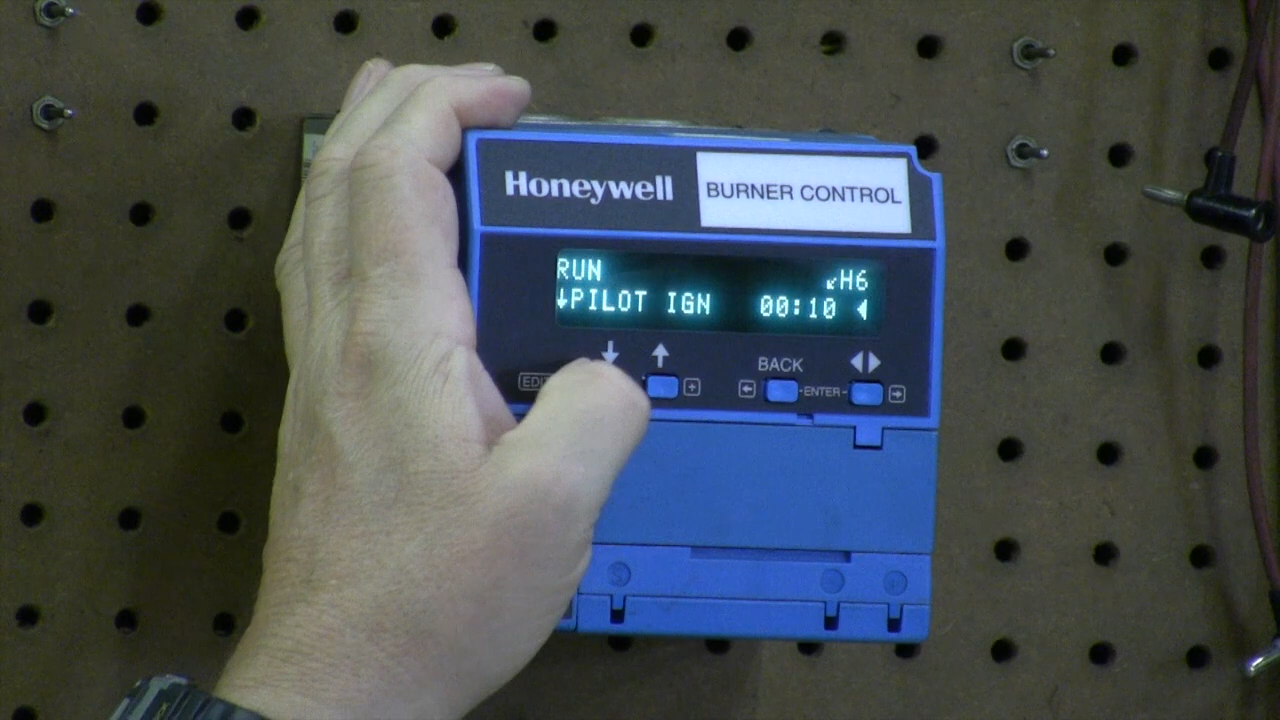 Honeywell
BURNER CONTROL
RUN ↙H6
↓PILOT IGN 00:10 ◀
BACK
ENTER